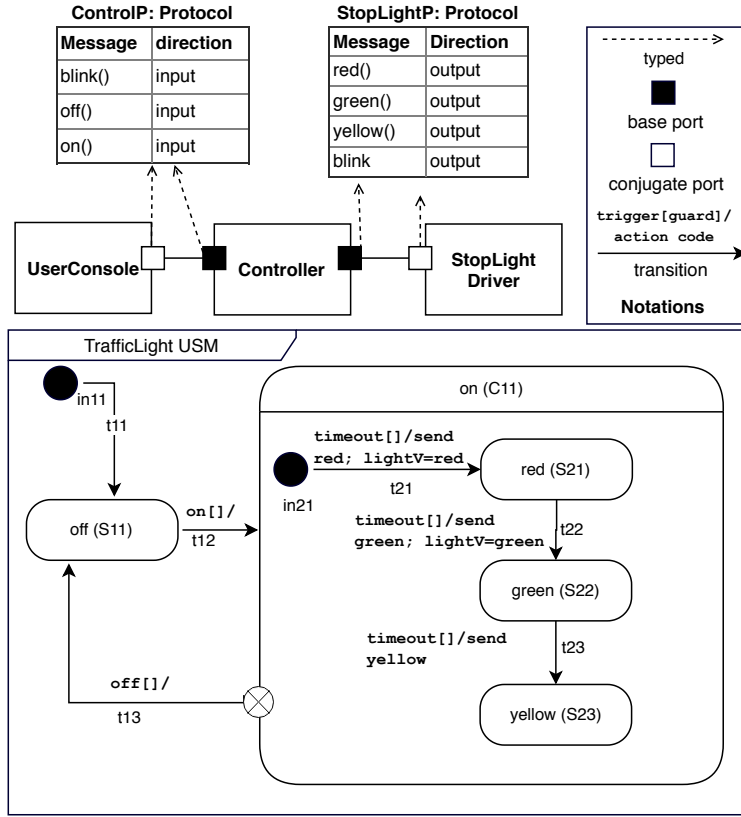 ControlP: Protocol
Message direction
blink() input
off() input
on() input
StopLightP: Protocol
Message Direction
red() output
green() output
yellow() output
blink output
typed
base port
conjugate port
trigger[guard]/
action code
transition
Notations
UserConsole
Controller
StopLight
Driver
TrafficLight USM
in11
t11
off (S11)
on[]/
t12
off[]/
t13
on (C11)
timeout[]/send
red; lightV=red
t21
in21
red (S21)
timeout[]/send
green; lightV=green
t22
green (S22)
timeout[]/send
yellow
t23
yellow (S23)